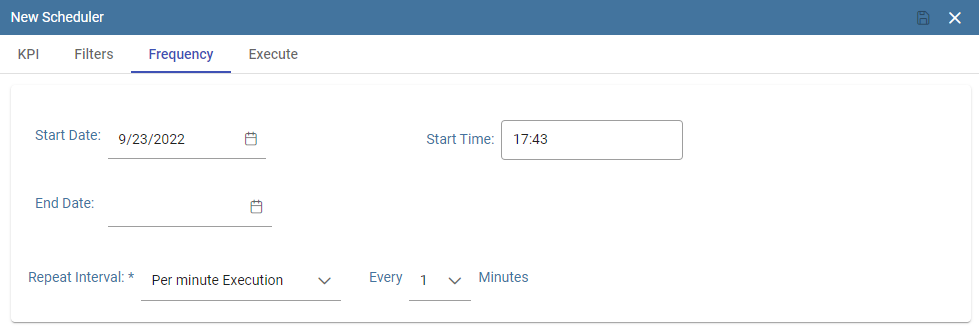 New Scheduler
KPI Filters Frequency Execute
Start Date: 9/23/2022 Start Time: 17:43
End Date:
Repeat Interval: * Per minute Execution Every 1 Minutes